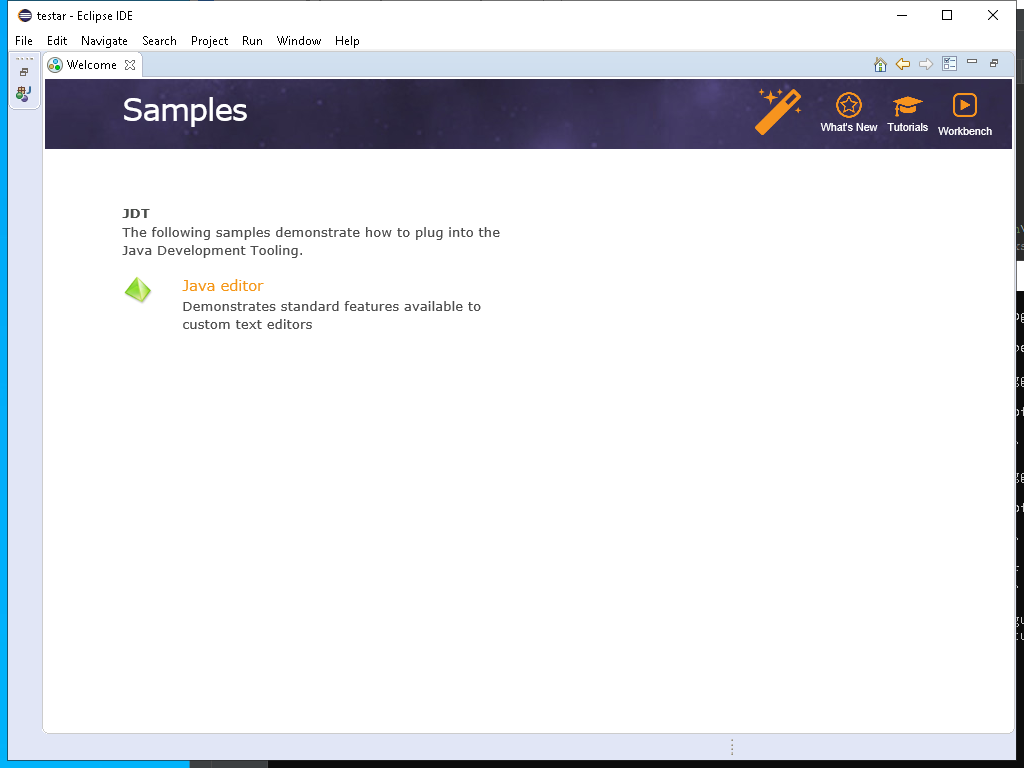 testar - Eclipse IDE
File Edit Navigate Search Project Run Window Help
Welcome
Samples
What's New
Tutorials
Workbench
JDT
The following samples demonstrate how to plug into the
Java Development Tooling.
Java editor
Demonstrates standard features available to
custom text editors